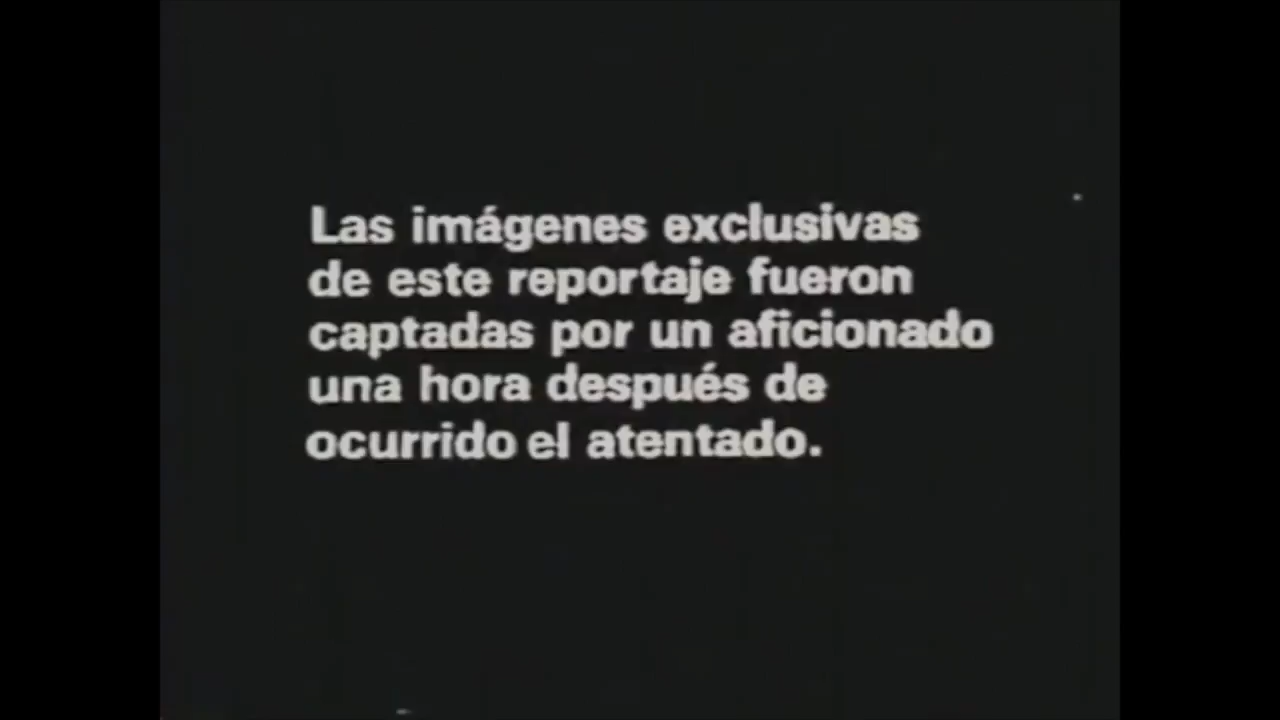 Las imágenes exclusivas
de este reportaje fueron
captadas por un aficionado
una hora después de
ocurrido el atentado.